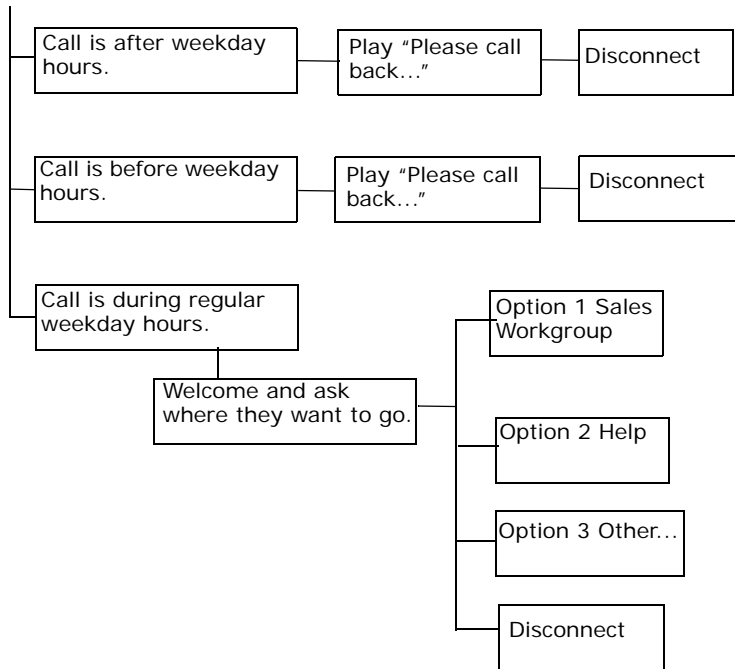 Call is after weekday
hours.
Play “Please call
back...”
Disconnect
Call is before weekday
hours.
Play “Please call
back...”
Disconnect
Call is during regular
weekday hours.
Welcome and ask
where they want to go.
Option 1 Sales
Workgroup
Option 2 Help
Option 3 Other...
Disconnect